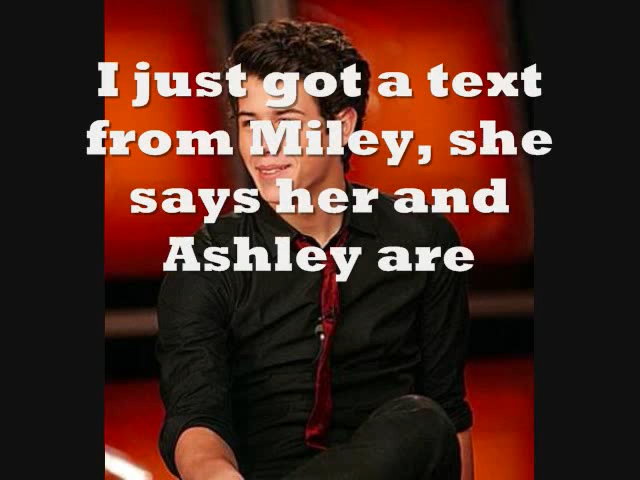 I just got a text
from Miley, she
says her and
Ashley are